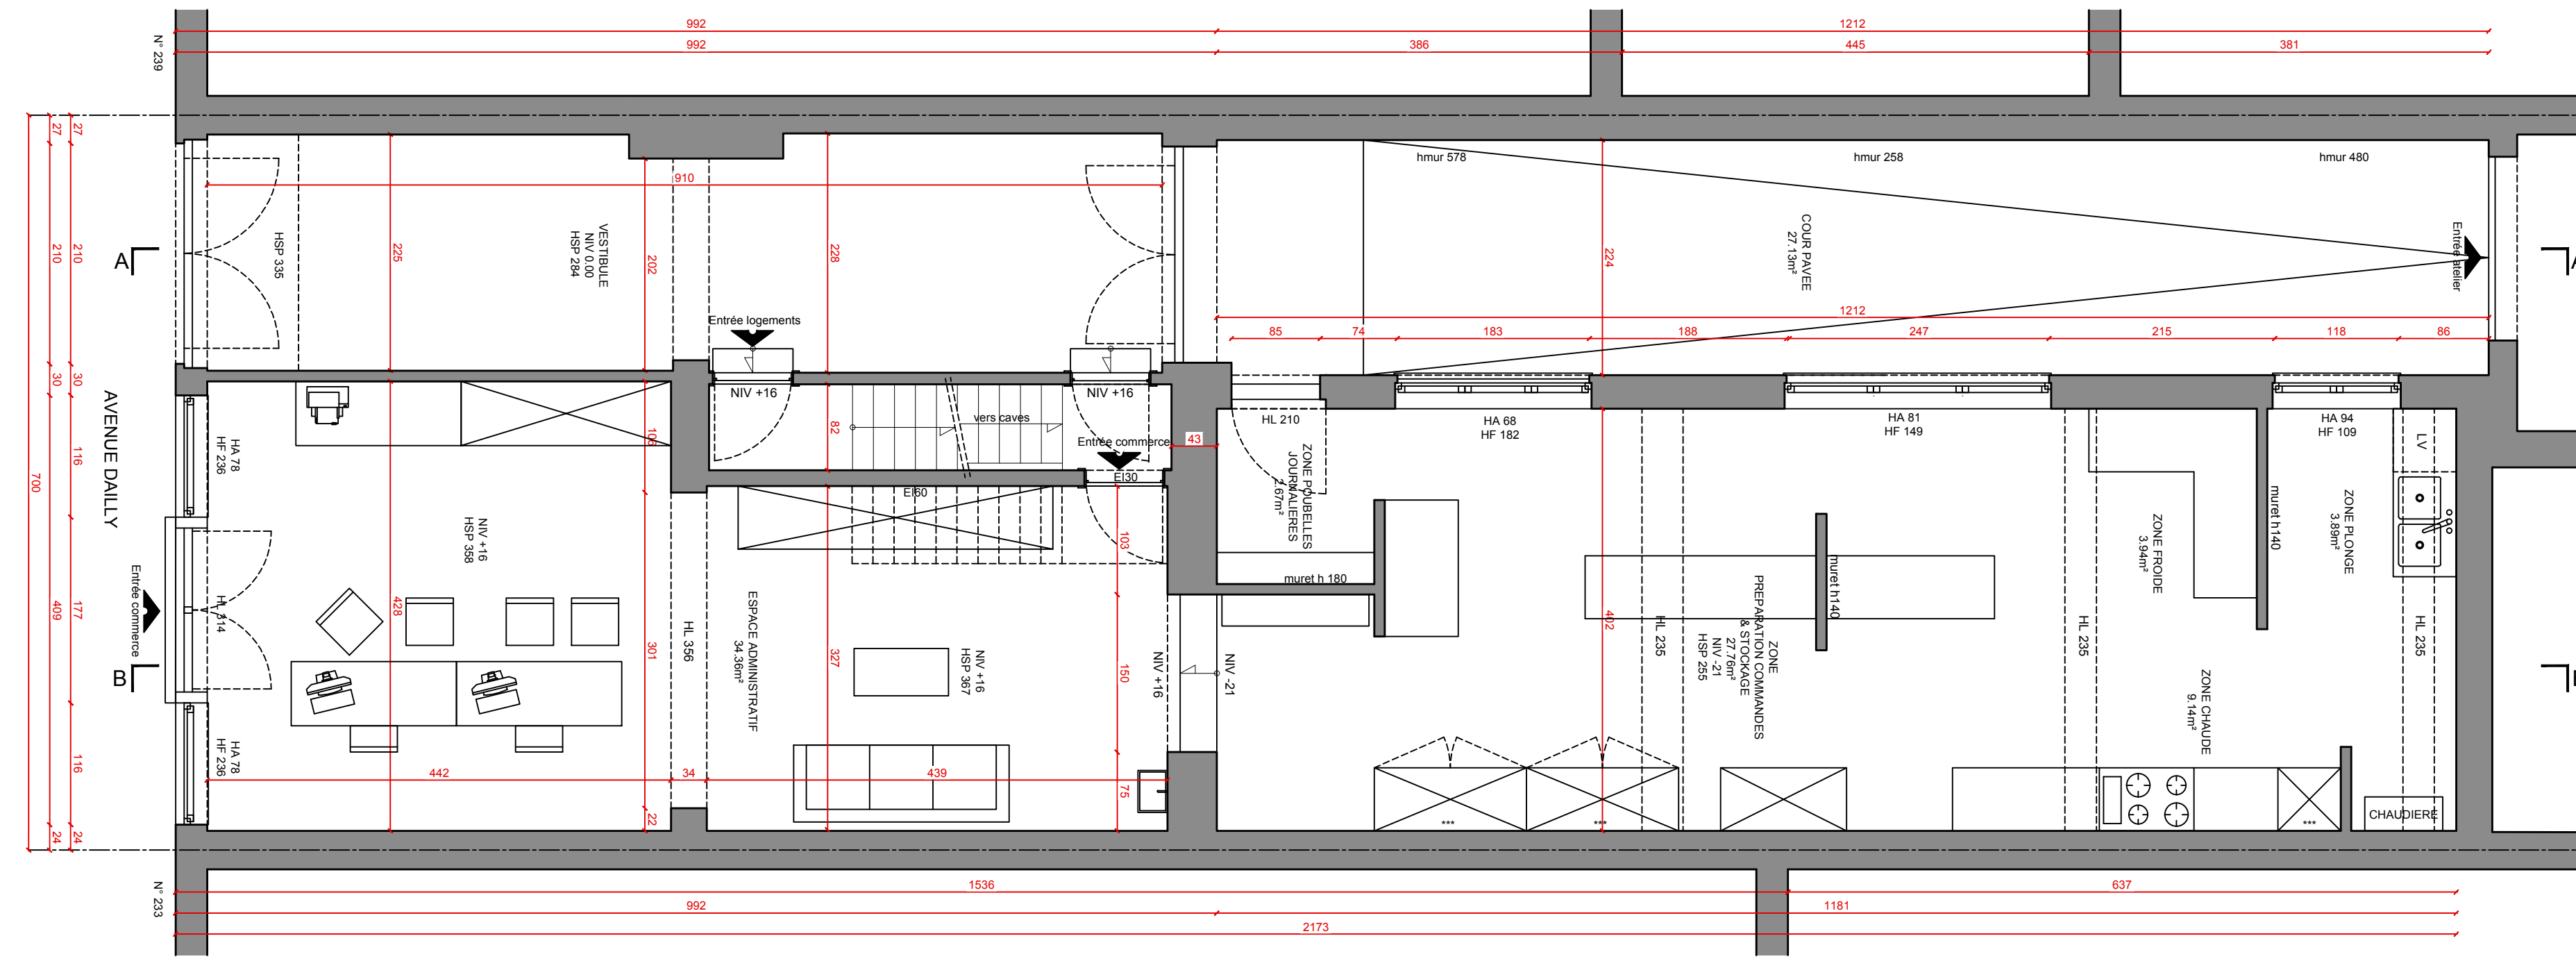 992
1212
992
386
445
381
N° 239
27
27
hmur 578
hmur 258
hmur 480
910
210
210
A
HSP 335
225
VESTIBULE
NIV 0.00
HSP 284
202
228
224
COUR PAVEE
27.13m²
Entrée atelier
A
1212
Entrée logements
85
74
183
188
247
215
118
86
30
30
NIV +16
NIV +16
vers caves
82
Entrée commerce
43
HL 210
HA 68
HF 182
HA 81
HF 149
HA 94
HF 109
LV
AVENUE DAILLY
116
HA 78
HF 236
106
EI30
EI60
ZONE POUBELLES
JOURNALIERES
muret h140
ZONE PLONGE
3.89m²
700
NIV +16
HSP 358
103
ZONE FROIDE
3.94m²
muret h 180
muret h140
Entrée commerce
409
177
HL 314
428
301
HL 356
ESPACE ADMINISTRATIF
34.36m²
327
NIV +16
HSP 367
150
NIV +16
NIV -21
402
HL 235
ZONE
PREPARATION COMMANDES
& STOCKAGE
27.76m²
NIV -21
HSP 255
HL 235
HL 235
B
ZONE CHAUDE
9.14m²
116
HA 78
HF 236
442
34
439
75
22
***
***
***
CHAUDIERE
24
24
N° 233
1536
637
992
1181
2173